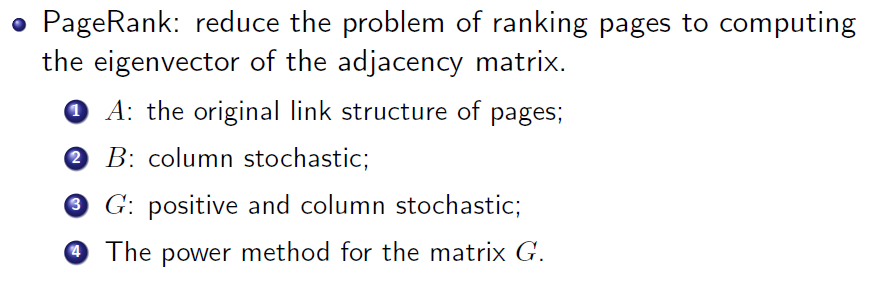 PageRank: reduce the problem of ranking pages to computing
the eigenvector of the adjacency matrix.
1 A: the original link structure of pages;
2 B: column stochastic;
3 G: positive and column stochastic;
4 The power method for the matrix G.